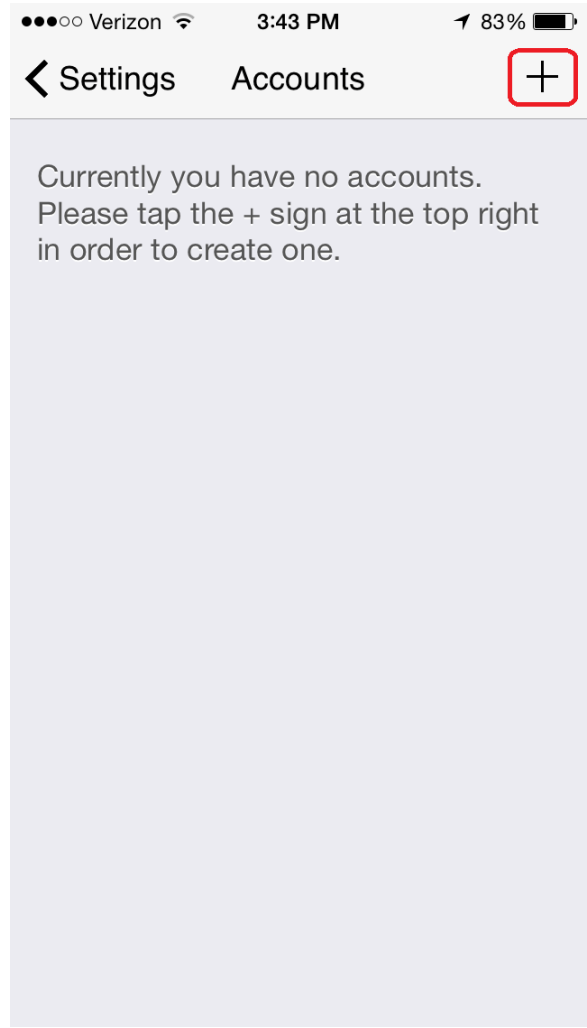 Verizon 3:43 PM 83%
Settings Accounts +
Currently you have no accounts.
Please tap the + sign at the top right
in order to create one.